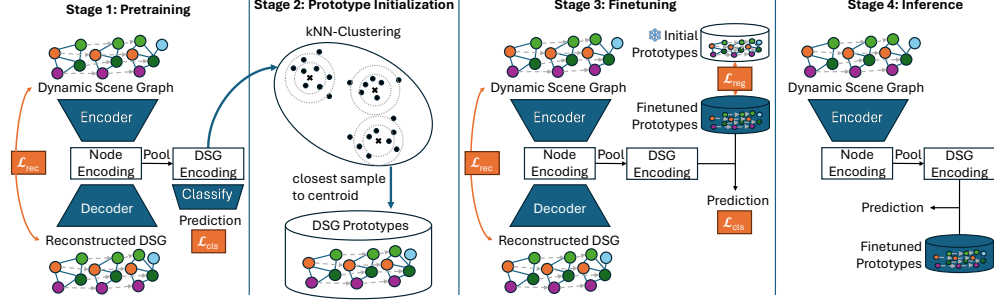 Stage 1: Pretraining
Dynamic Scene Graph
Encoder
Node
Encoding
Pool
DSG
Encoding
Classify
Prediction
ℒcls
ℒrec
Decoder
Reconstructed DSG
Stage 2: Prototype Initialization
kNN-Clustering
closest sample
to centroid
DSG Prototypes
Stage 3: Finetuning
Dynamic Scene Graph
Encoder
Node
Encoding
Pool
DSG
Encoding
ℒrec
Decoder
Reconstructed DSG
Initial
Prototypes
ℒreg
Finetuned
Prototypes
Prediction
ℒcls
Stage 4: Inference
Dynamic Scene Graph
Encoder
Node
Encoding
Pool
DSG
Encoding
Prediction
Finetuned
Prototypes